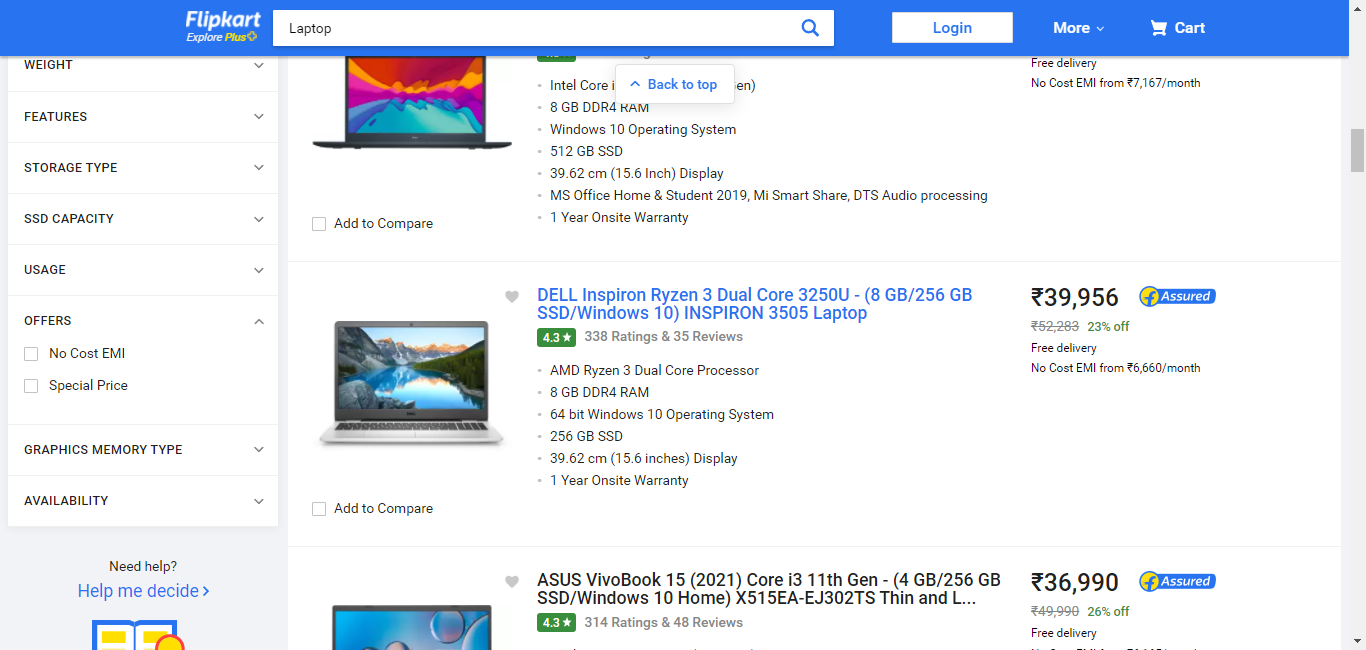 Flipkart
Explore Plus
Laptop
Login
More
Cart
WEIGHT
FEATURES
STORAGE TYPE
SSD CAPACITY
USAGE
OFFERS
No Cost EMI
Special Price
GRAPHICS MEMORY TYPE
AVAILABILITY
Need help?
Help me decide
Back to top
Intel Core i en)
8 GB DDR4 RAM
Windows 10 Operating System
512 GB SSD
39.62 cm (15.6 Inch) Display
MS Office Home & Student 2019, Mi Smart Share, DTS Audio processing
1 Year Onsite Warranty
Add to Compare
Free delivery
No Cost EMI from ₹7,167/month
DELL Inspiron Ryzen 3 Dual Core 3250U - (8 GB/256 GB
SSD/Windows 10) INSPIRON 3505 Laptop
4.3★ 338 Ratings & 35 Reviews
AMD Ryzen 3 Dual Core Processor
8 GB DDR4 RAM
64 bit Windows 10 Operating System
256 GB SSD
39.62 cm (15.6 inches) Display
1 Year Onsite Warranty
Add to Compare
₹39,956 Assured
₹52,283 23% off
Free delivery
No Cost EMI from ₹6,660/month
ASUS VivoBook 15 (2021) Core i3 11th Gen - (4 GB/256 GB
SSD/Windows 10 Home) X515EA-EJ302TS Thin and L...
4.3★ 314 Ratings & 48 Reviews
₹36,990 Assured
₹49,990 26% off
Free delivery